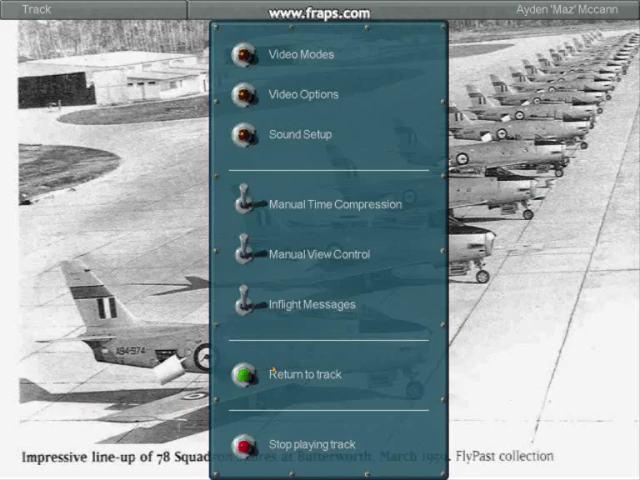 Track
www.fraps.com
Ayden 'Maz' Mccann
Video Modes
Video Options
Sound Setup
Manual Time Compression
Manual View Control
Inflight Messages
A94-974
Return to track
Stop playing track
Impressive line-up of 78 Squadron Sabres at Butterworth, March 1959. FlyPast collection